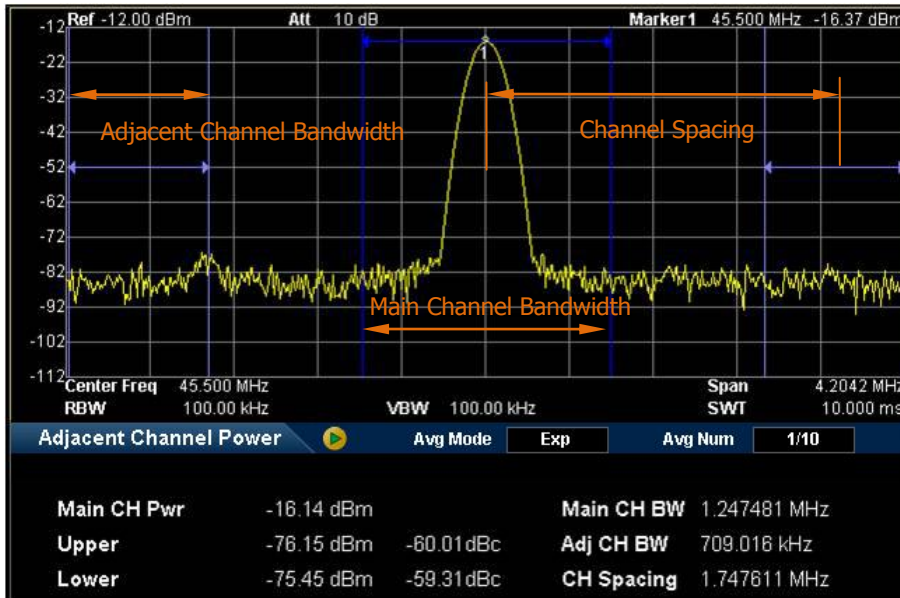 Ref -12.00 dBm Att 10 dB Marker1 45.500 MHz -16.37 dBm
-12
1
-22
-32
Adjacent Channel Bandwidth Channel Spacing
-42
-52
-62
-72
-82
-92
Main Channel Bandwidth
-102
-112
Center Freq 45.500 MHz Span 4.2042 MHz
RBW 100.00 kHz VBW 100.00 kHz SWT 10.000 ms
Adjacent Channel Power Avg Mode Exp Avg Num 1/10
Main CH Pwr -16.14 dBm Main CH BW 1.247481 MHz
Upper -76.15 dBm -60.01dBc Adj CH BW 709.016 kHz
Lower -75.45 dBm -59.31dBc CH Spacing 1.747611 MHz